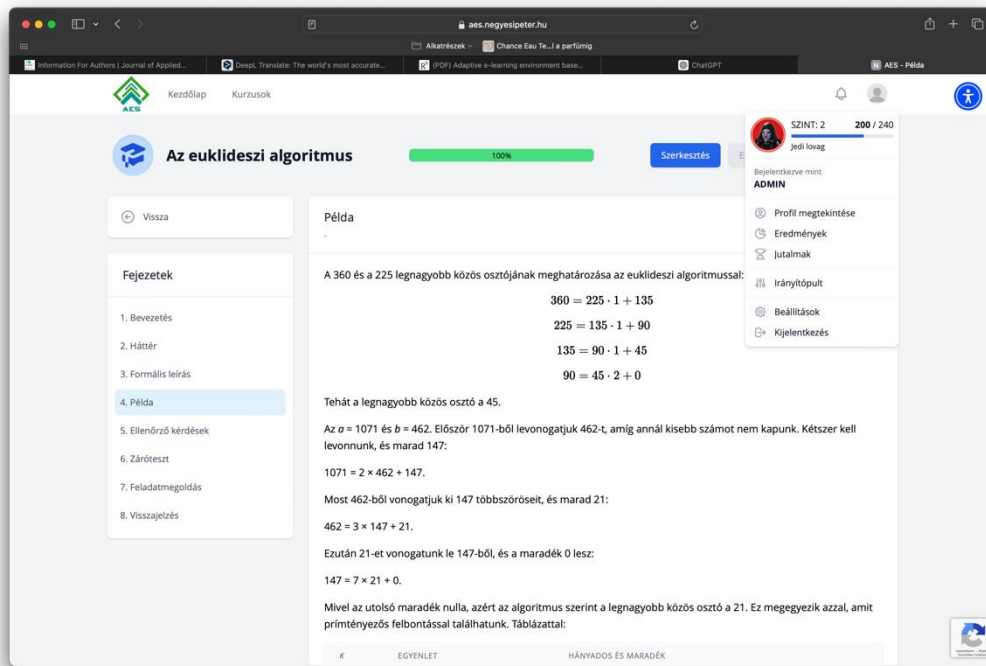 aes.negyesipeter.hu
Alkatrészek
Chance Eau Te...l a parfümig
Information For Authors | Journal of Applied...
DeepL Translate: The world's most accurate...
(PDF) Adaptive e-learning environment base...
ChatGPT
AES - Példa
AES
Kezdőlap
Kurzusok
Az euklideszi algoritmus
100%
Szerkesztés
SZINT: 2
200 / 240
Jedi lovag
Bejelentkezve mint
ADMIN
Profil megtekintése
Eredmények
Jutalmak
Irányítópult
Beállítások
Kijelentkezés
Vissza
Fejezetek
1. Bevezetés
2. Háttér
3. Formális leírás
4. Példa
5. Ellenőrző kérdések
6. Záróteszt
7. Feladatmegoldás
8. Visszajelzés
Példa
.
A 360 és a 225 legnagyobb közös osztójának meghatározása az euklideszi algoritmussal:
360 = 225 · 1 + 135
225 = 135 · 1 + 90
135 = 90 · 1 + 45
90 = 45 · 2 + 0
Tehát a legnagyobb közös osztó a 45.
Az a = 1071 és b = 462. Először 1071-ből levonogatjuk 462-t, amíg annál kisebb számot nem kapunk. Kétszer kell
levonnunk, és marad 147:
1071 = 2 × 462 + 147.
Most 462-ből vonogatjuk ki 147 többszöröseit, és marad 21:
462 = 3 × 147 + 21.
Ezután 21-et vonogatunk le 147-ből, és a maradék 0 lesz:
147 = 7 × 21 + 0.
Mivel az utolsó maradék nulla, azért az algoritmus szerint a legnagyobb közös osztó a 21. Ez megegyezik azzal, amit
prímtényezős felbontással találhatunk. Táblázattal:
K
EGYENLET
HÁNYADOS ÉS MARADÉK